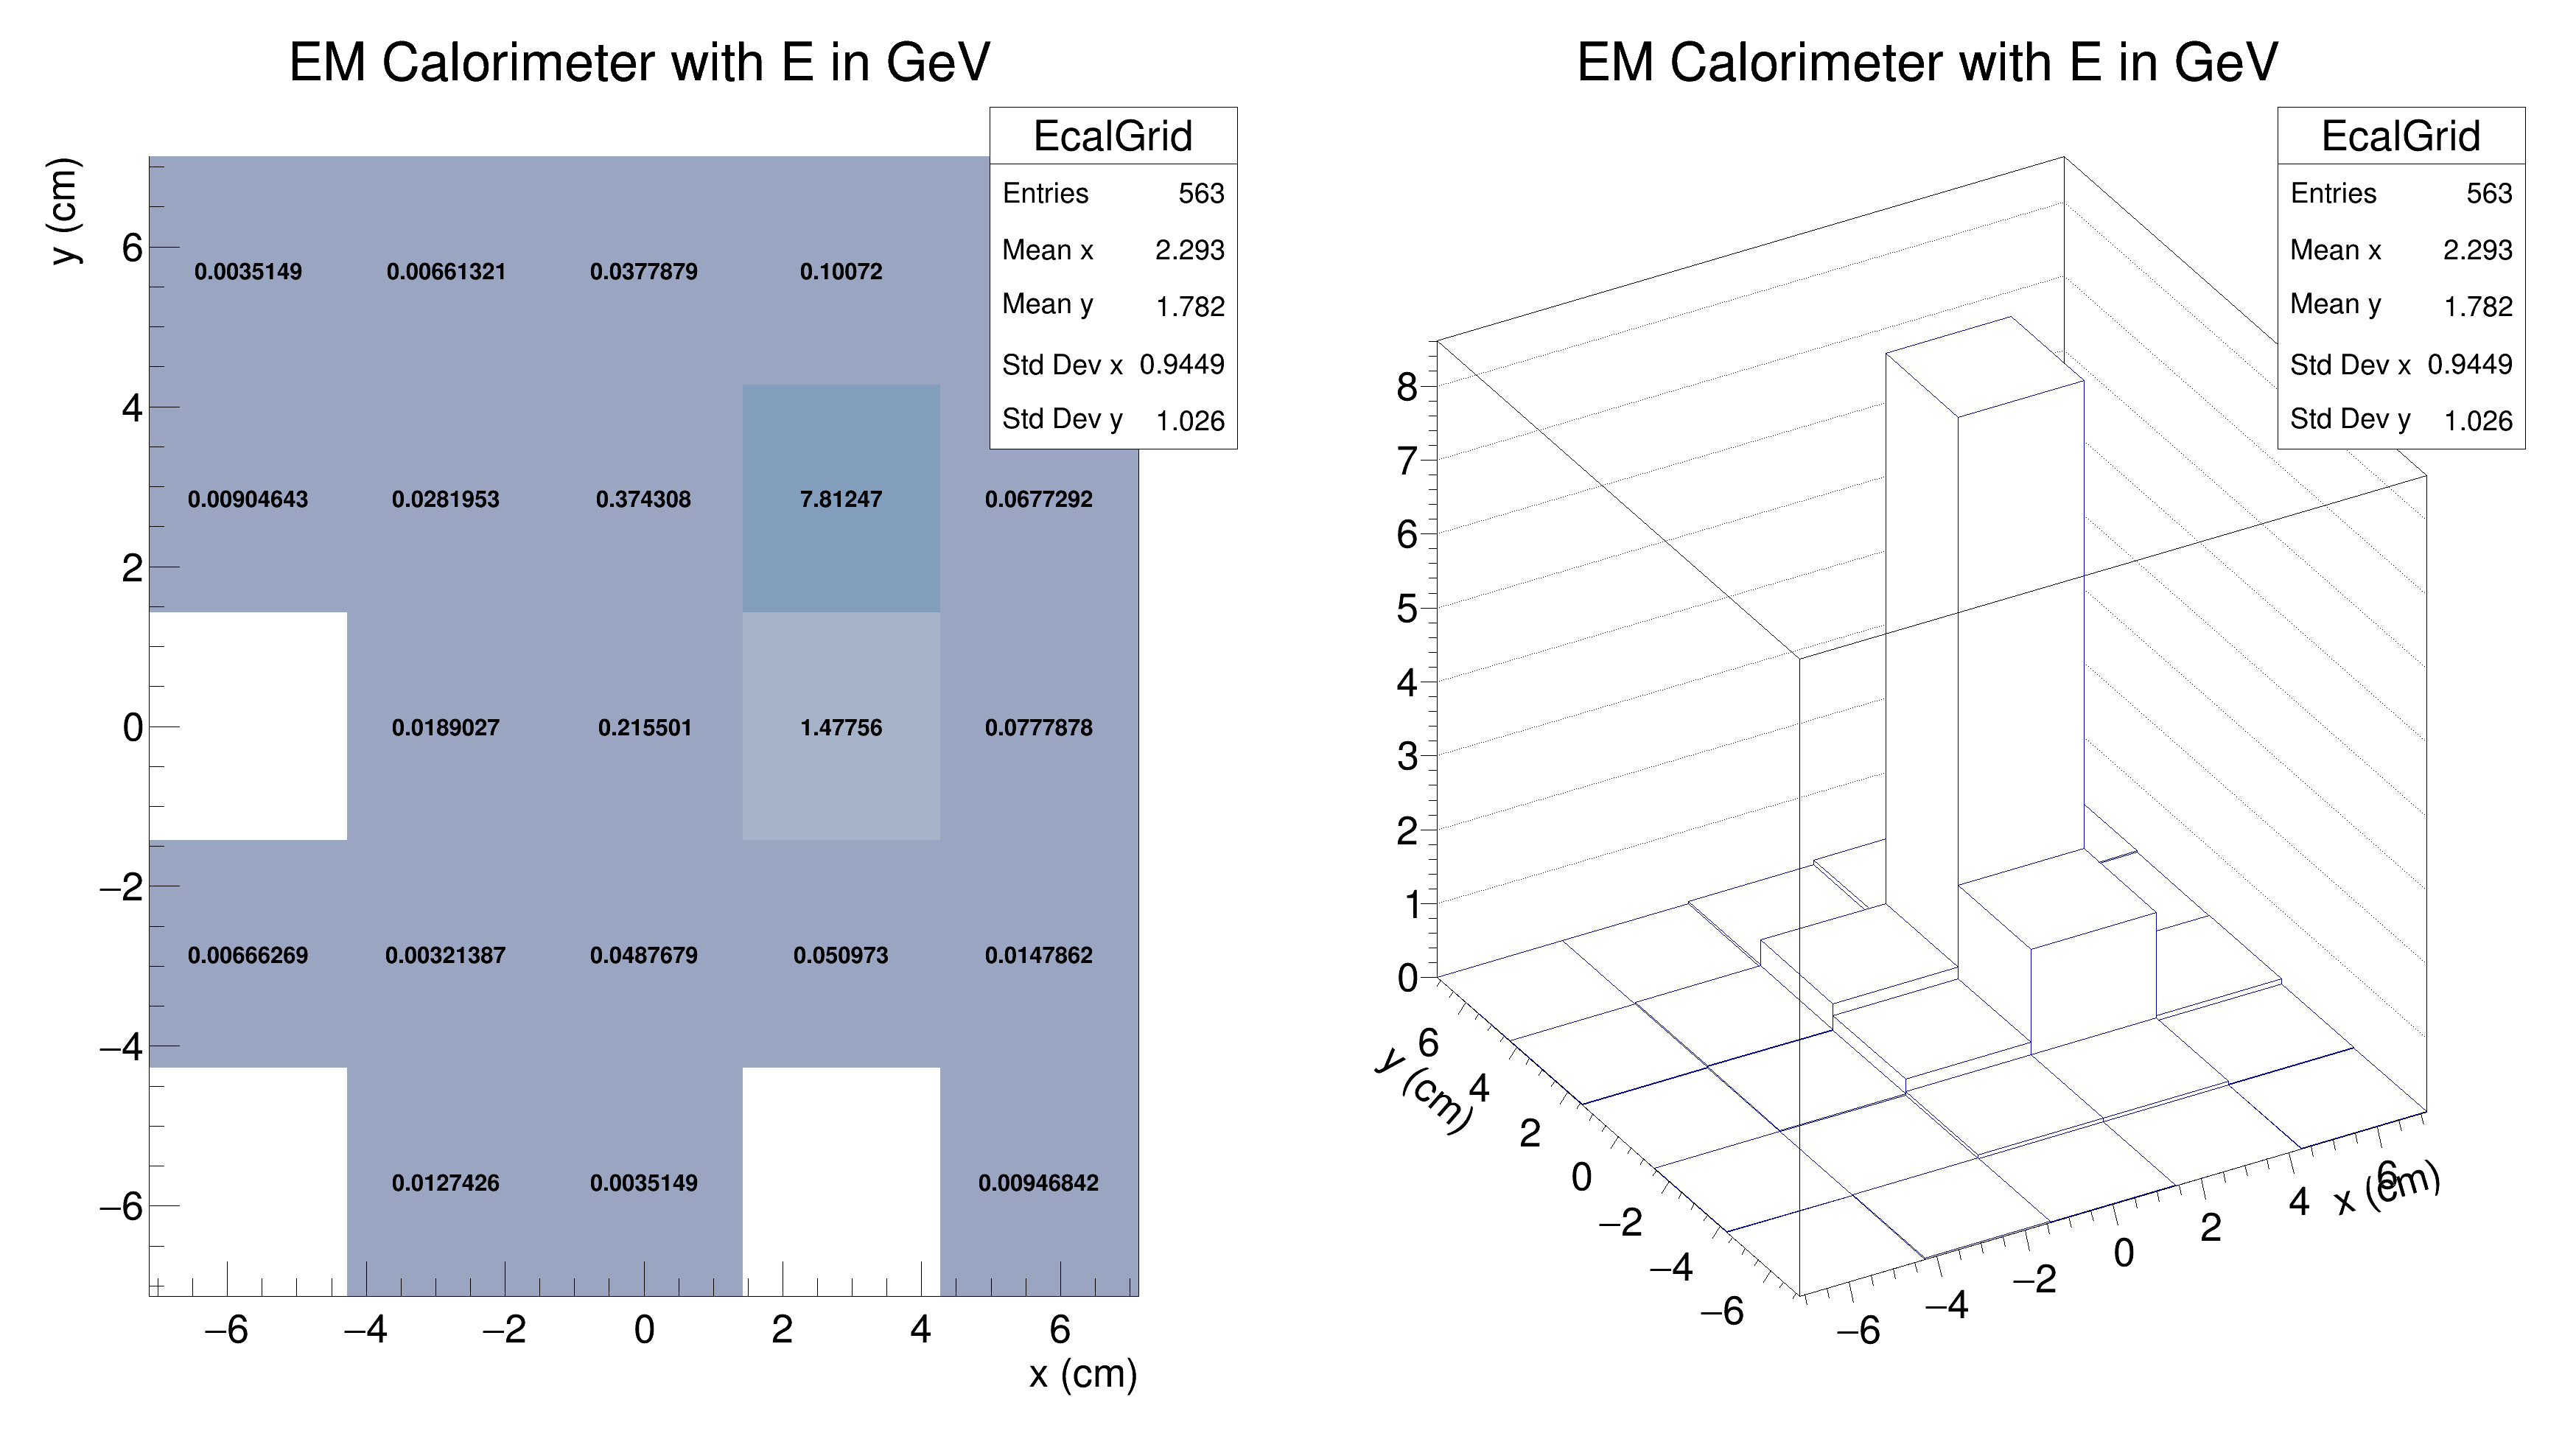 EM Calorimeter with E in GeV
EcalGrid
Entries 563
Mean x 2.293
Mean y 1.782
Std Dev x 0.9449
Std Dev y 1.026
y (cm)
6
4
2
0
−2
−4
−6
0.0035149 0.00661321 0.0377879 0.10072
0.00904643 0.0281953 0.374308 7.81247 0.0677292
0.0189027 0.215501 1.47756 0.0777878
0.00666269 0.00321387 0.0487679 0.050973 0.0147862
0.0127426 0.0035149 0.00946842
−6 −4 −2 0 2 4 6
x (cm)
EM Calorimeter with E in GeV
EcalGrid
Entries 563
Mean x 2.293
Mean y 1.782
Std Dev x 0.9449
Std Dev y 1.026
8
7
6
5
4
3
2
1
0
6
4
2
0
−2
−4
−6
y (cm)
−6 −4 −2 0 2 4 6
x (cm)